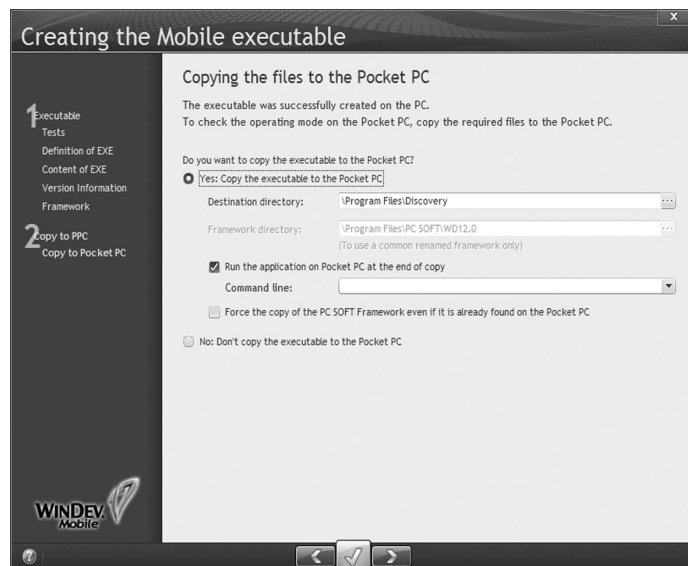 Creating the Mobile executable
x
1
Executable
Tests
Definition of EXE
Content of EXE
Version Information
Framework
2
Copy to PPC
Copy to Pocket PC
Copying the files to the Pocket PC
The executable was successfully created on the PC.
To check the operating mode on the Pocket PC, copy the required files to the Pocket PC.
Do you want to copy the executable to the Pocket PC?
Yes: Copy the executable to the Pocket PC
Destination directory: \Program Files\Discovery ...
Framework directory: \Program Files\PC SOFT\WD12.0 ...
(To use a common renamed framework only)
Run the application on Pocket PC at the end of copy
Command line:
Force the copy of the PC SOFT Framework even if it is already found on the Pocket PC
No: Don't copy the executable to the Pocket PC
WINDEV.
Mobile
?